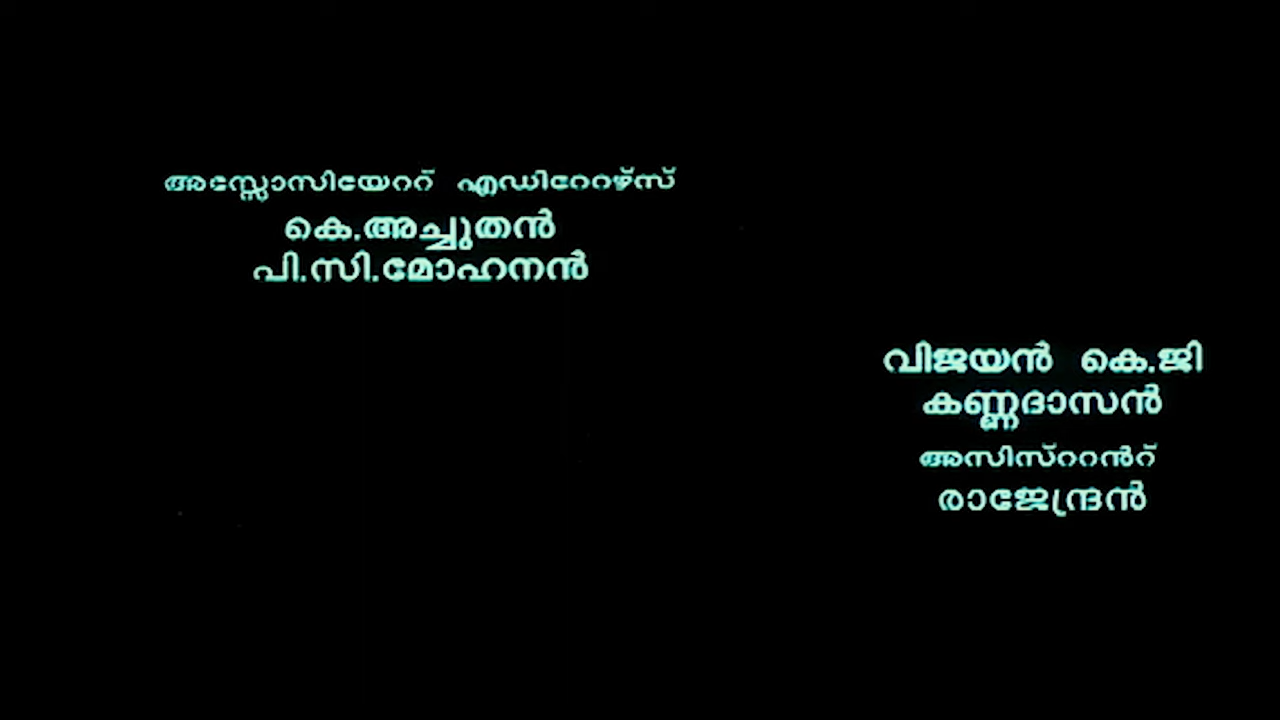 അസ്സോസിയേററ് എഡിറേറഴ്സ്
കെ.അച്ചുതൻ
പി.സി.മോഹനൻ
വിജയൻ കെ.ജി
കണ്ണദാസൻ
അസിസ്ററൻറ്
രാജേന്ദ്രൻ